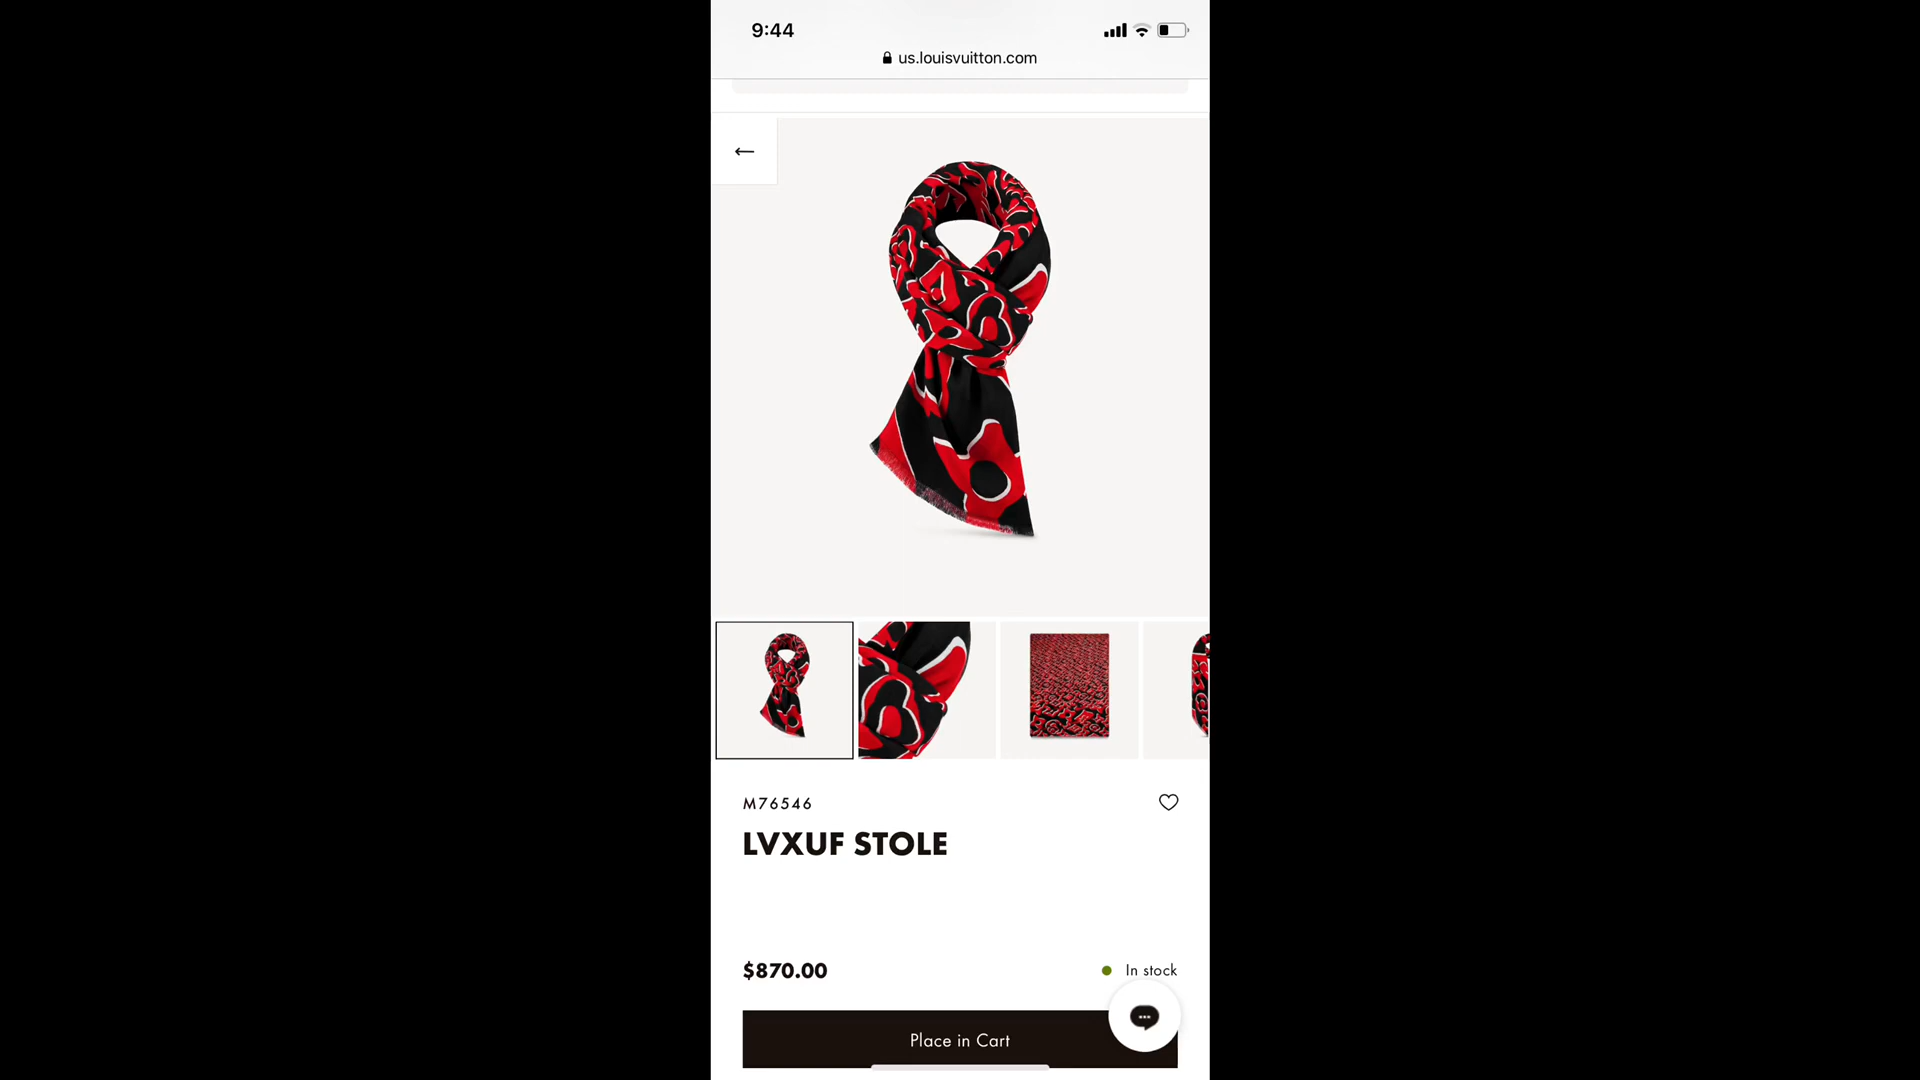 9:44
us.louisvuitton.com
M76546
LVXUF STOLE
$870.00
In stock
Place in Cart